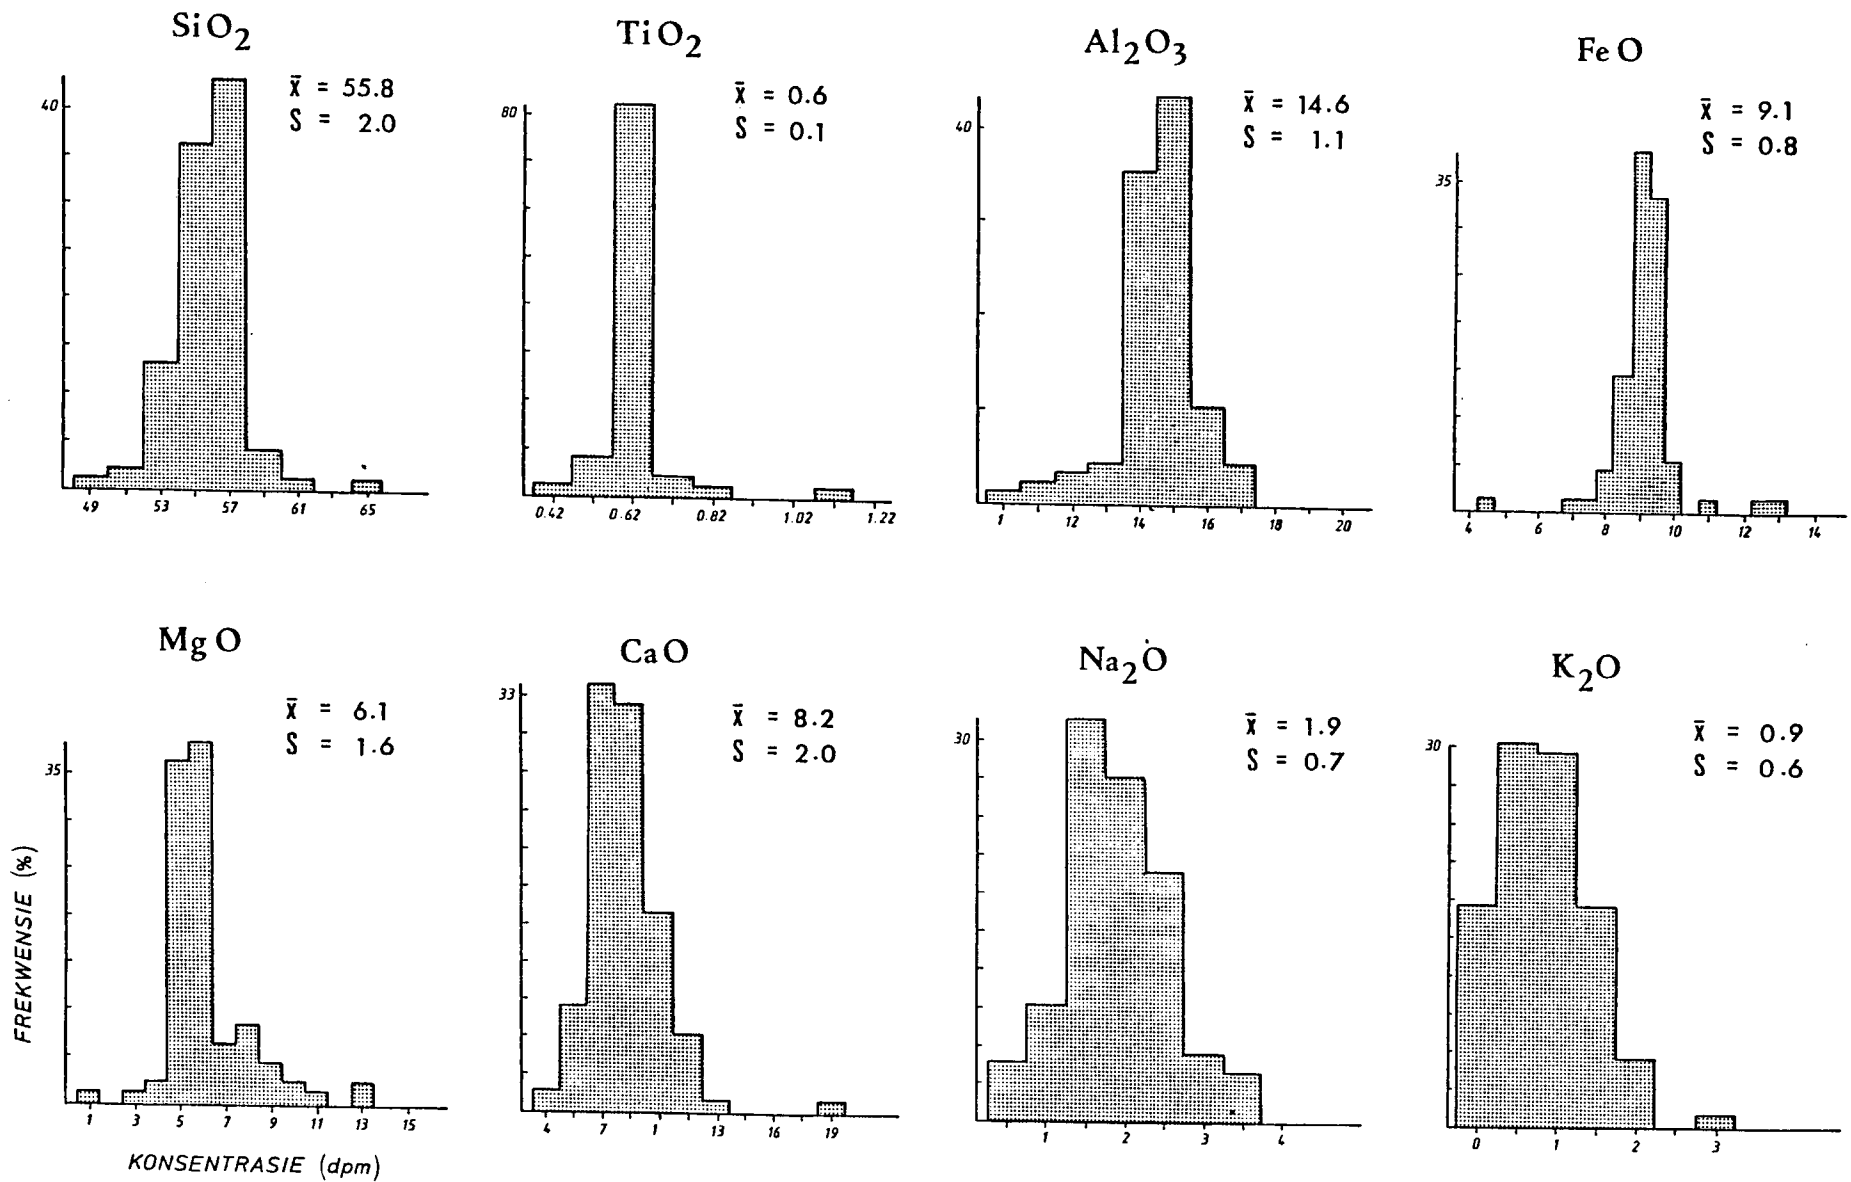 SiO2
x̄ = 55.8
S = 2.0
40
49 53 57 61 65
TiO2
x̄ = 0.6
S = 0.1
80
0.42 0.62 0.82 1.02 1.22
Al2O3
x̄ = 14.6
S = 1.1
40
1 12 14 16 18 20
FeO
x̄ = 9.1
S = 0.8
35
4 6 8 10 12 14
MgO
x̄ = 6.1
S = 1.6
35
1 3 5 7 9 11 13 15
CaO
x̄ = 8.2
S = 2.0
33
4 7 1 13 16 19
Na2O
x̄ = 1.9
S = 0.7
30
1 2 3 4
K2O
x̄ = 0.9
S = 0.6
30
0 1 2 3
FREKWENSIE (%)
KONSENTRASIE (dpm)